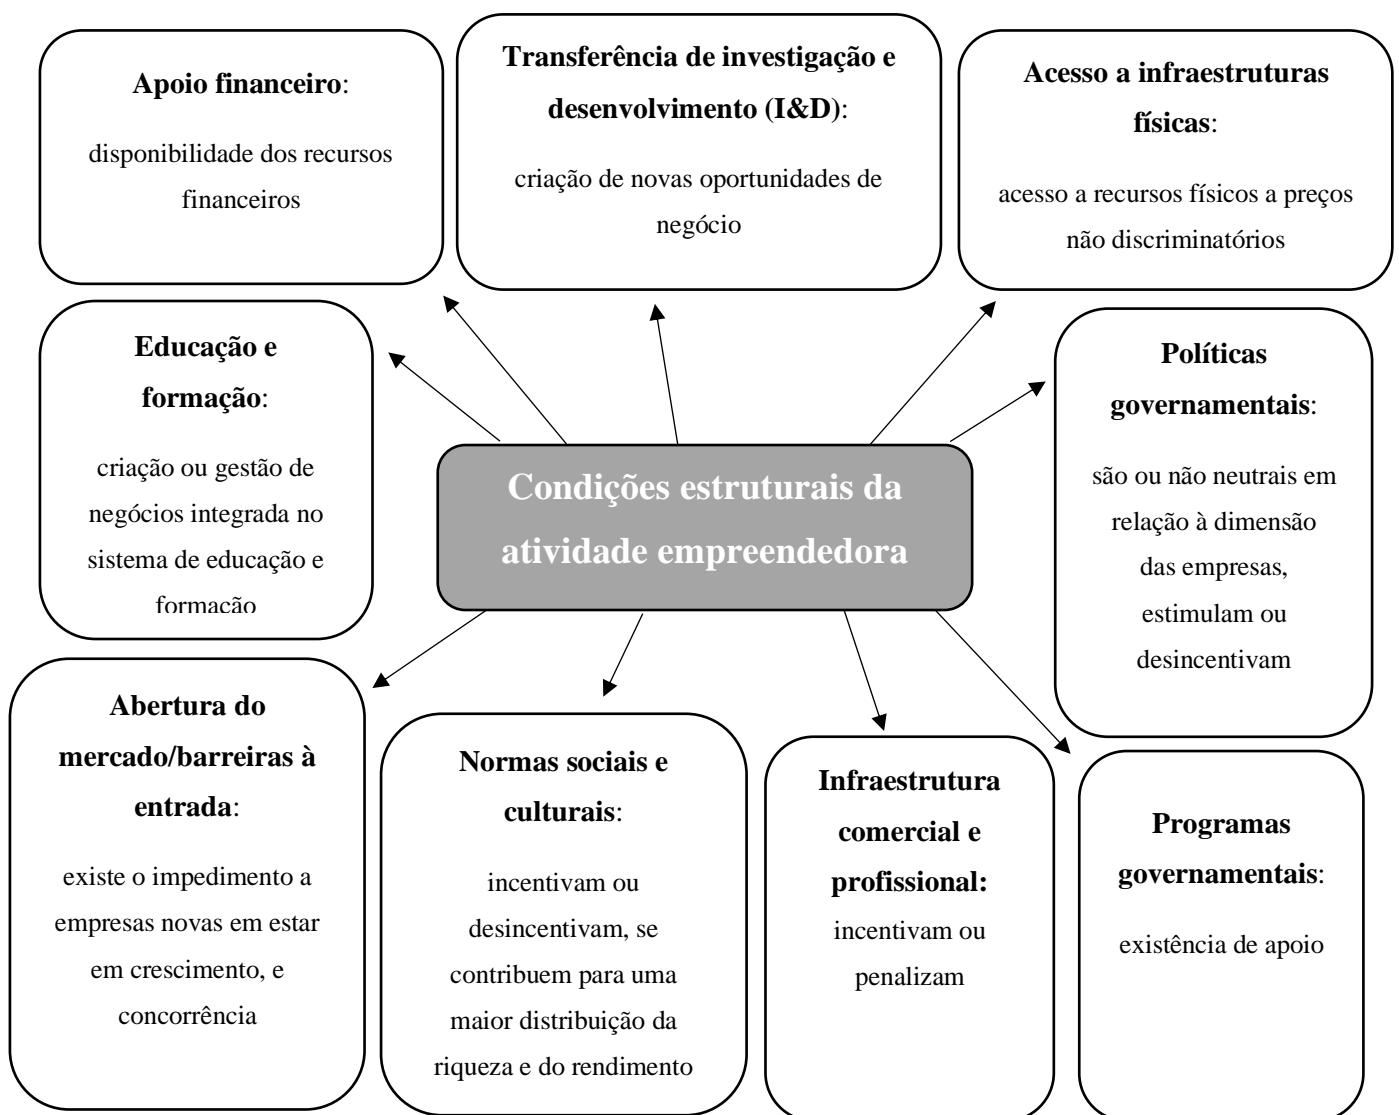 Apoio financeiro:
disponibilidade dos recursos
financeiros
Transferência de investigação e
desenvolvimento (I&D):
criação de novas oportunidades de
negócio
Acesso a infraestruturas
físicas:
acesso a recursos físicos a preços
não discriminatórios
Educação e
formação:
criação ou gestão de
negócios integrada no
sistema de educação e
formação
Condições estruturais da
atividade empreendedora
Políticas
governamentais:
são ou não neutrais em
relação à dimensão
das empresas,
estimulam ou
desincentivam
Abertura do
mercado/barreiras à
entrada:
existe o impedimento a
empresas novas em estar
em crescimento, e
concorrência
Normas sociais e
culturais:
incentivam ou
desincentivam, se
contribuem para uma
maior distribuição da
riqueza e do rendimento
Infraestrutura
comercial e
profissional:
incentivam ou
penalizam
Programas
governamentais:
existência de apoio